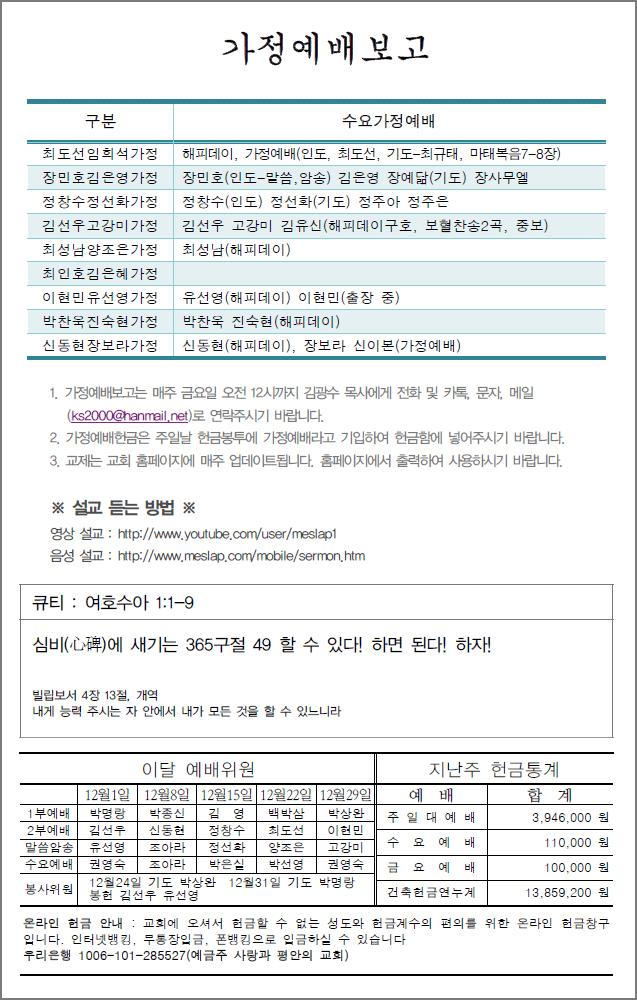 가정예배보고
구분 수요가정예배
최도선임희석가정 해피데이, 가정예배(인도, 최도선, 기도-최규태, 마태복음7-8장)
장민호김은영가정 장민호(인도-말씀,암송) 김은영 장예닮(기도) 장사무엘
정창수정선화가정 정창수(인도) 정선화(기도) 정주아 정주은
김선우고강미가정 김선우 고강미 김유신(해피데이구호, 보혈찬송2곡, 중보)
최성남양조은가정 최성남(해피데이)
최인호김은혜가정
이현민유선영가정 유선영(해피데이) 이현민(출장 중)
박찬욱진숙현가정 박찬욱 진숙현(해피데이)
신동현장보라가정 신동현(해피데이), 장보라 신이본(가정예배)
1. 가정예배보고는 매주 금요일 오전 12시까지 김광수 목사에게 전화 및 카톡, 문자, 메일
(ks2000@hanmail.net)로 연락주시기 바랍니다.
2. 가정예배헌금은 주일날 헌금봉투에 가정예배라고 기입하여 헌금함에 넣어주시기 바랍니다.
3. 교제는 교회 홈페이지에 매주 업데이트됩니다. 홈페이지에서 출력하여 사용하시기 바랍니다.
※ 설교 듣는 방법 ※
영상 설교 : http://www.youtube.com/user/meslap1
음성 설교 : http://www.meslap.com/mobile/sermon.htm
큐티 : 여호수아 1:1-9
심비(心碑)에 새기는 365구절 49 할 수 있다! 하면 된다! 하자!
빌립보서 4장 13절, 개역
내게 능력 주시는 자 안에서 내가 모든 것을 할 수 있느니라
이달 예배위원
12월1일 12월8일 12월15일 12월22일 12월29일
1부예배 박명랑 박종신 김 영 백박삼 박상완
2부예배 김선우 신동현 정창수 최도선 이현민
말씀암송 유선영 조아라 정선화 양조은 고강미
수요예배 권영숙 조아라 박은실 박선영 권영숙
봉사위원 12월24일 기도 박상완 12월31일 기도 박명랑
봉헌 김선우 유선영
지난주 헌금통계
예 배 합 계
주 일 대 예 배 3,946,000 원
수 요 예 배 110,000 원
금 요 예 배 100,000 원
건축헌금연누계 13,859,200 원
온라인 헌금 안내 : 교회에 오셔서 헌금할 수 없는 성도와 헌금계수의 편의를 위한 온라인 헌금창구
입니다. 인터넷뱅킹, 무통장입금, 폰뱅킹으로 입금하실 수 있습니다
우리은행 1006-101-285527(예금주 사랑과 평안의 교회)